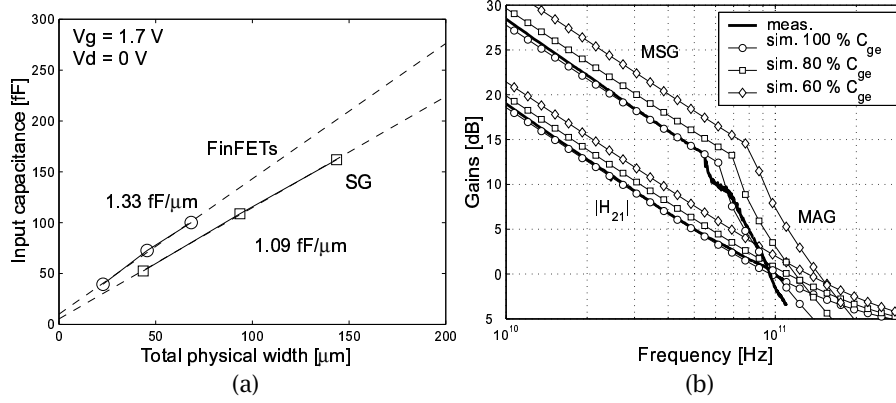 Vg = 1.7 V
Vd = 0 V
FinFETs
1.33 fF/μm
SG
1.09 fF/μm
Input capacitance [fF]
300
250
200
150
100
50
0
0 50 100 150 200
Total physical width [μm]
(a)
meas.
sim. 100 % Cge
sim. 80 % Cge
sim. 60 % Cge
MSG
|H21|
MAG
Gains [dB]
30
25
20
15
10
5
0
5
10^10 10^11
Frequency [Hz]
(b)